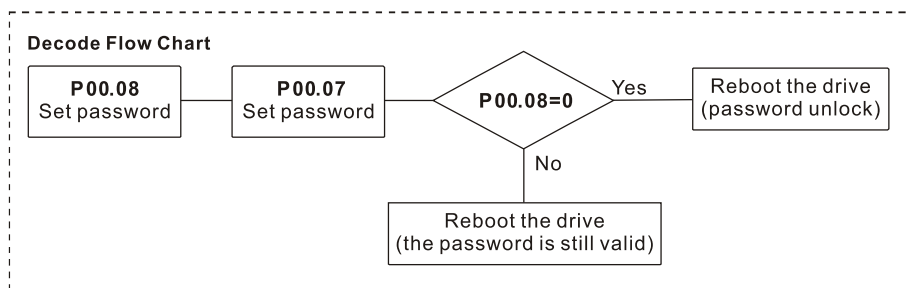 Decode Flow Chart
P00.08
Set password
P00.07
Set password
P00.08=0
Yes
Reboot the drive
(password unlock)
No
Reboot the drive
(the password is still valid)